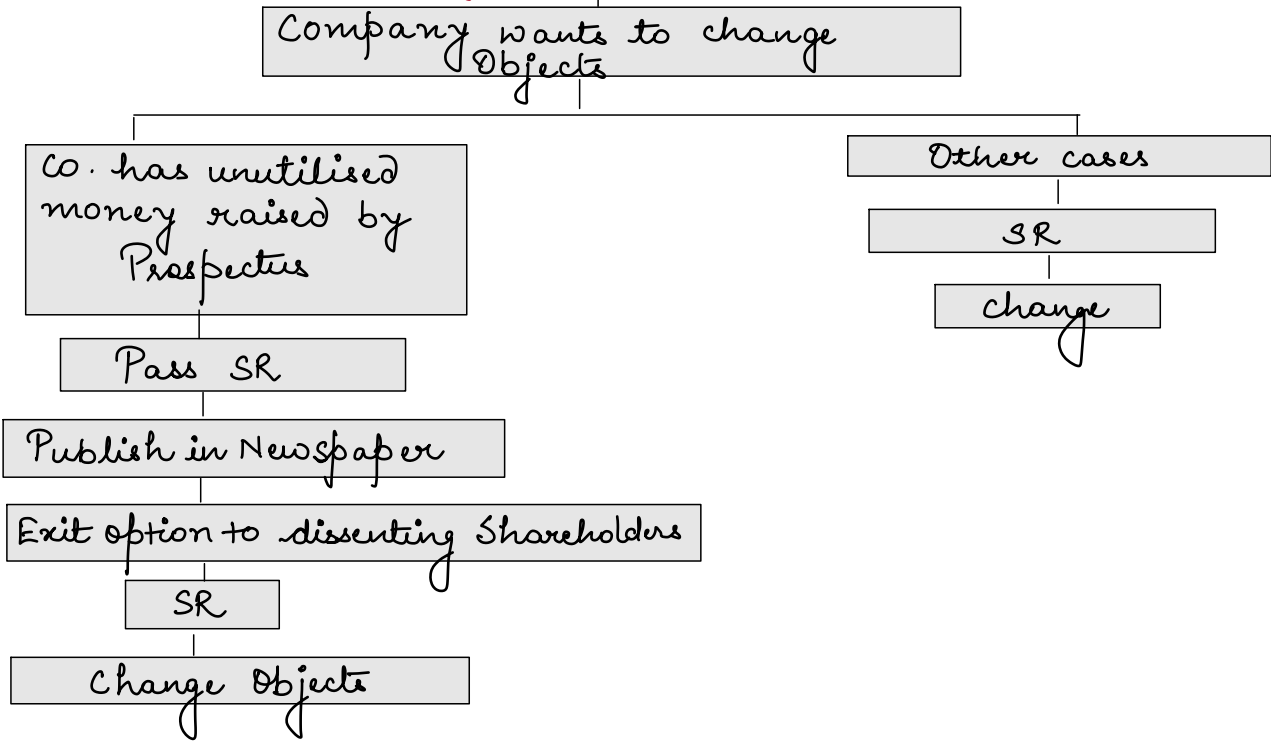 Company wants to change
Objects
Co. has unutilised
money raised by
Prospectus
Pass SR
Publish in Newspaper
Exit option to dissenting Shareholders
SR
Change Objects
Other cases
SR
Change